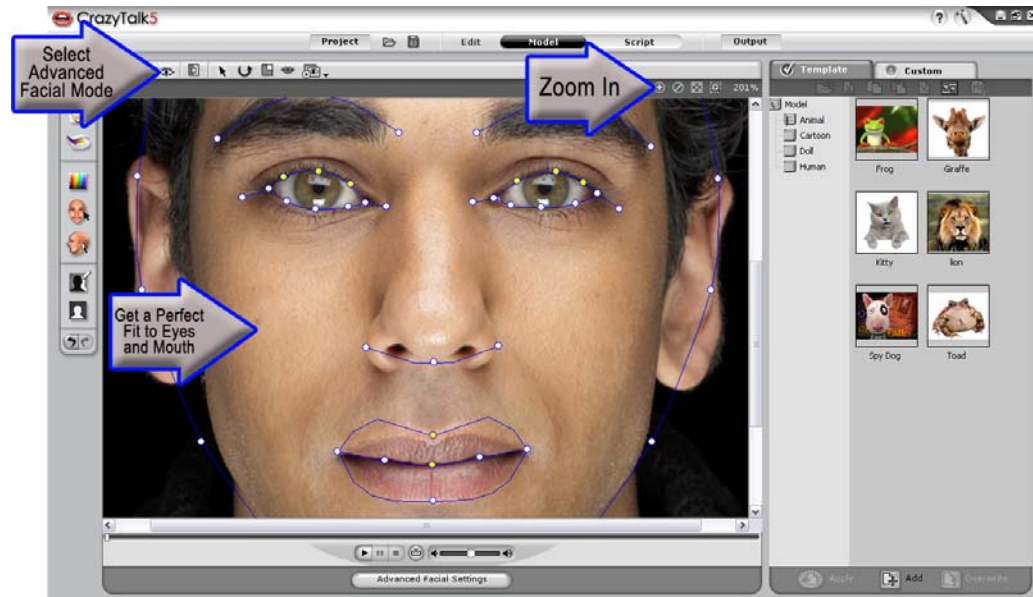 CrazyTalk5
Project
Edit
Model
Script
Output
Select
Advanced
Facial Mode
Zoom In
201%
Template
Custom
Model
Animal
Cartoon
Doll
Human
Frog
Giraffe
Kitty
lion
Spy Dog
Toad
Get a Perfect
Fit to Eyes
and Mouth
Advanced Facial Settings
Apply
Add
Overwrite